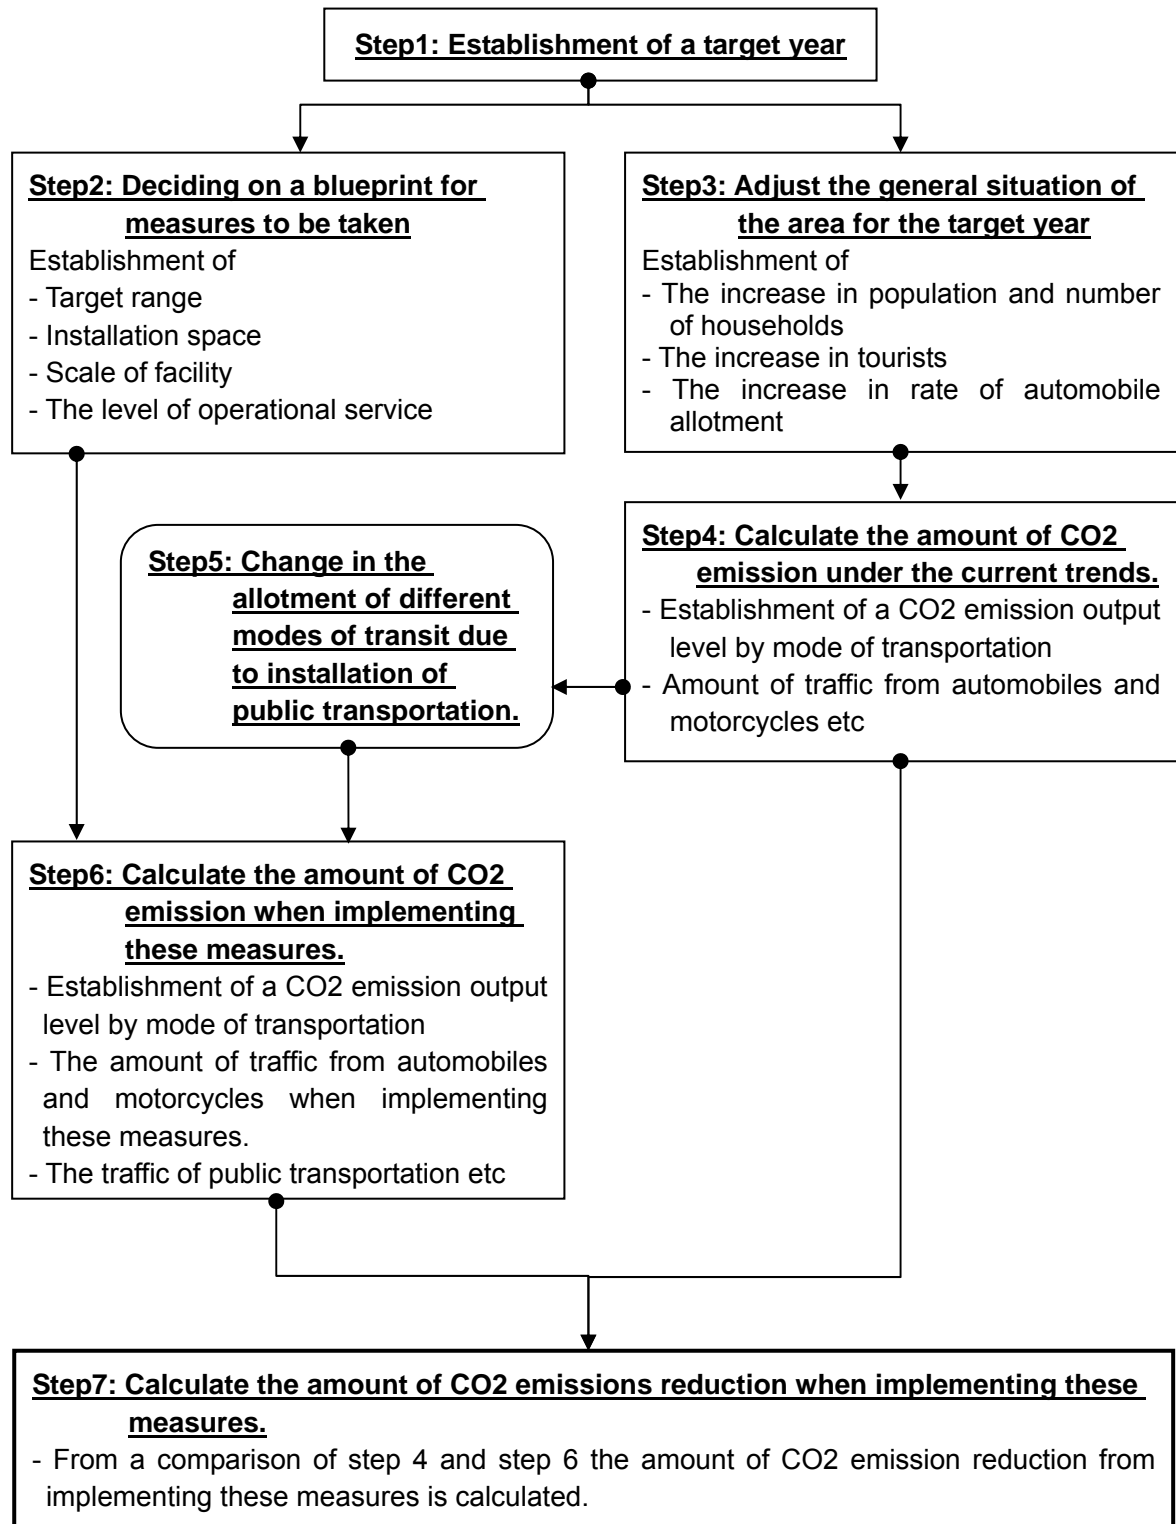 Step1: Establishment of a target year
Step2: Deciding on a blueprint for
measures to be taken
Establishment of
- Target range
- Installation space
- Scale of facility
- The level of operational service
Step3: Adjust the general situation of
the area for the target year
Establishment of
- The increase in population and number
of households
- The increase in tourists
- The increase in rate of automobile
allotment
Step4: Calculate the amount of CO2
emission under the current trends.
- Establishment of a CO2 emission output
level by mode of transportation
- Amount of traffic from automobiles and
motorcycles etc
Step5: Change in the
allotment of different
modes of transit due
to installation of
public transportation.
Step6: Calculate the amount of CO2
emission when implementing
these measures.
- Establishment of a CO2 emission output
level by mode of transportation
- The amount of traffic from automobiles
and motorcycles when implementing
these measures.
- The traffic of public transportation etc
Step7: Calculate the amount of CO2 emissions reduction when implementing these
measures.
- From a comparison of step 4 and step 6 the amount of CO2 emission reduction from
implementing these measures is calculated.